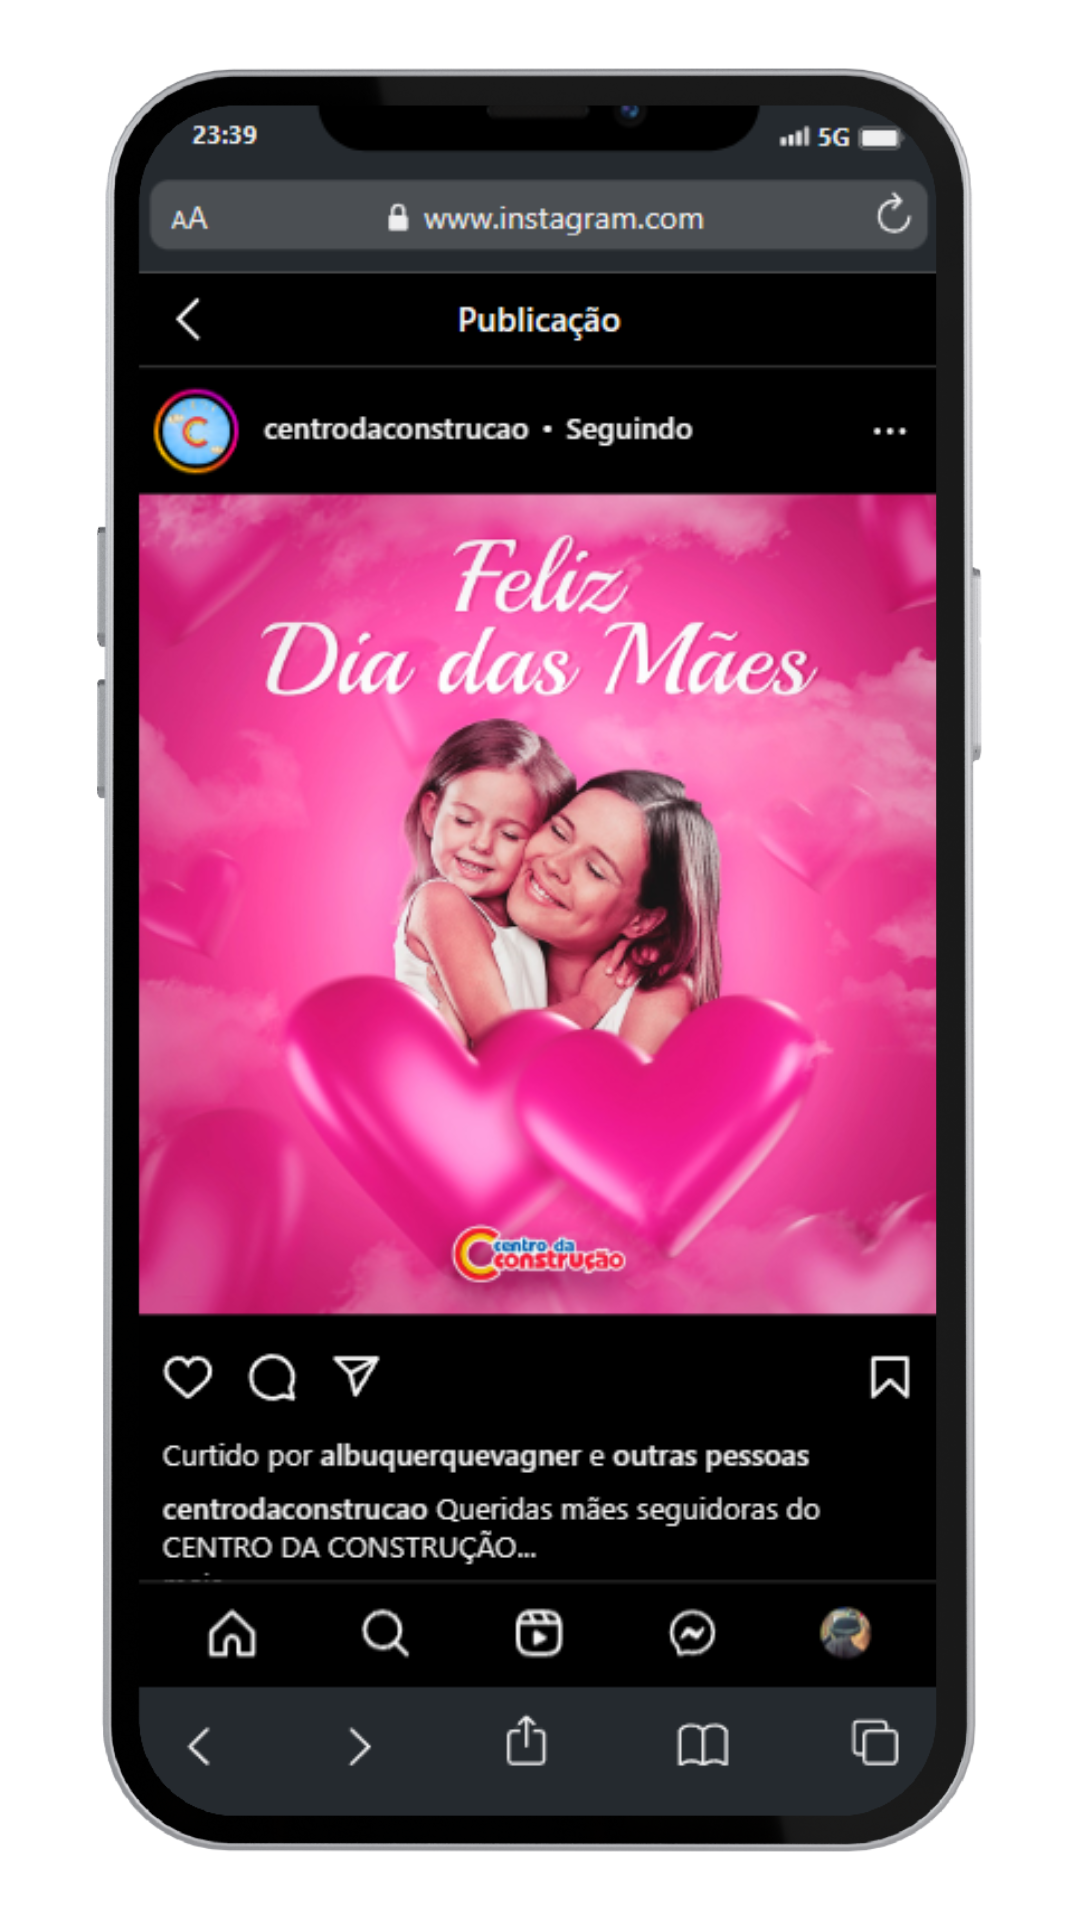 23:39
5G
AA
www.instagram.com
Publicação
C
centrodaconstrucao • Seguindo
Feliz
Dia das Mães
centro da
construção
Curtido por albuquerquevagner e outras pessoas
centrodaconstrucao Queridas mães seguidoras do
CENTRO DA CONSTRUÇÃO...